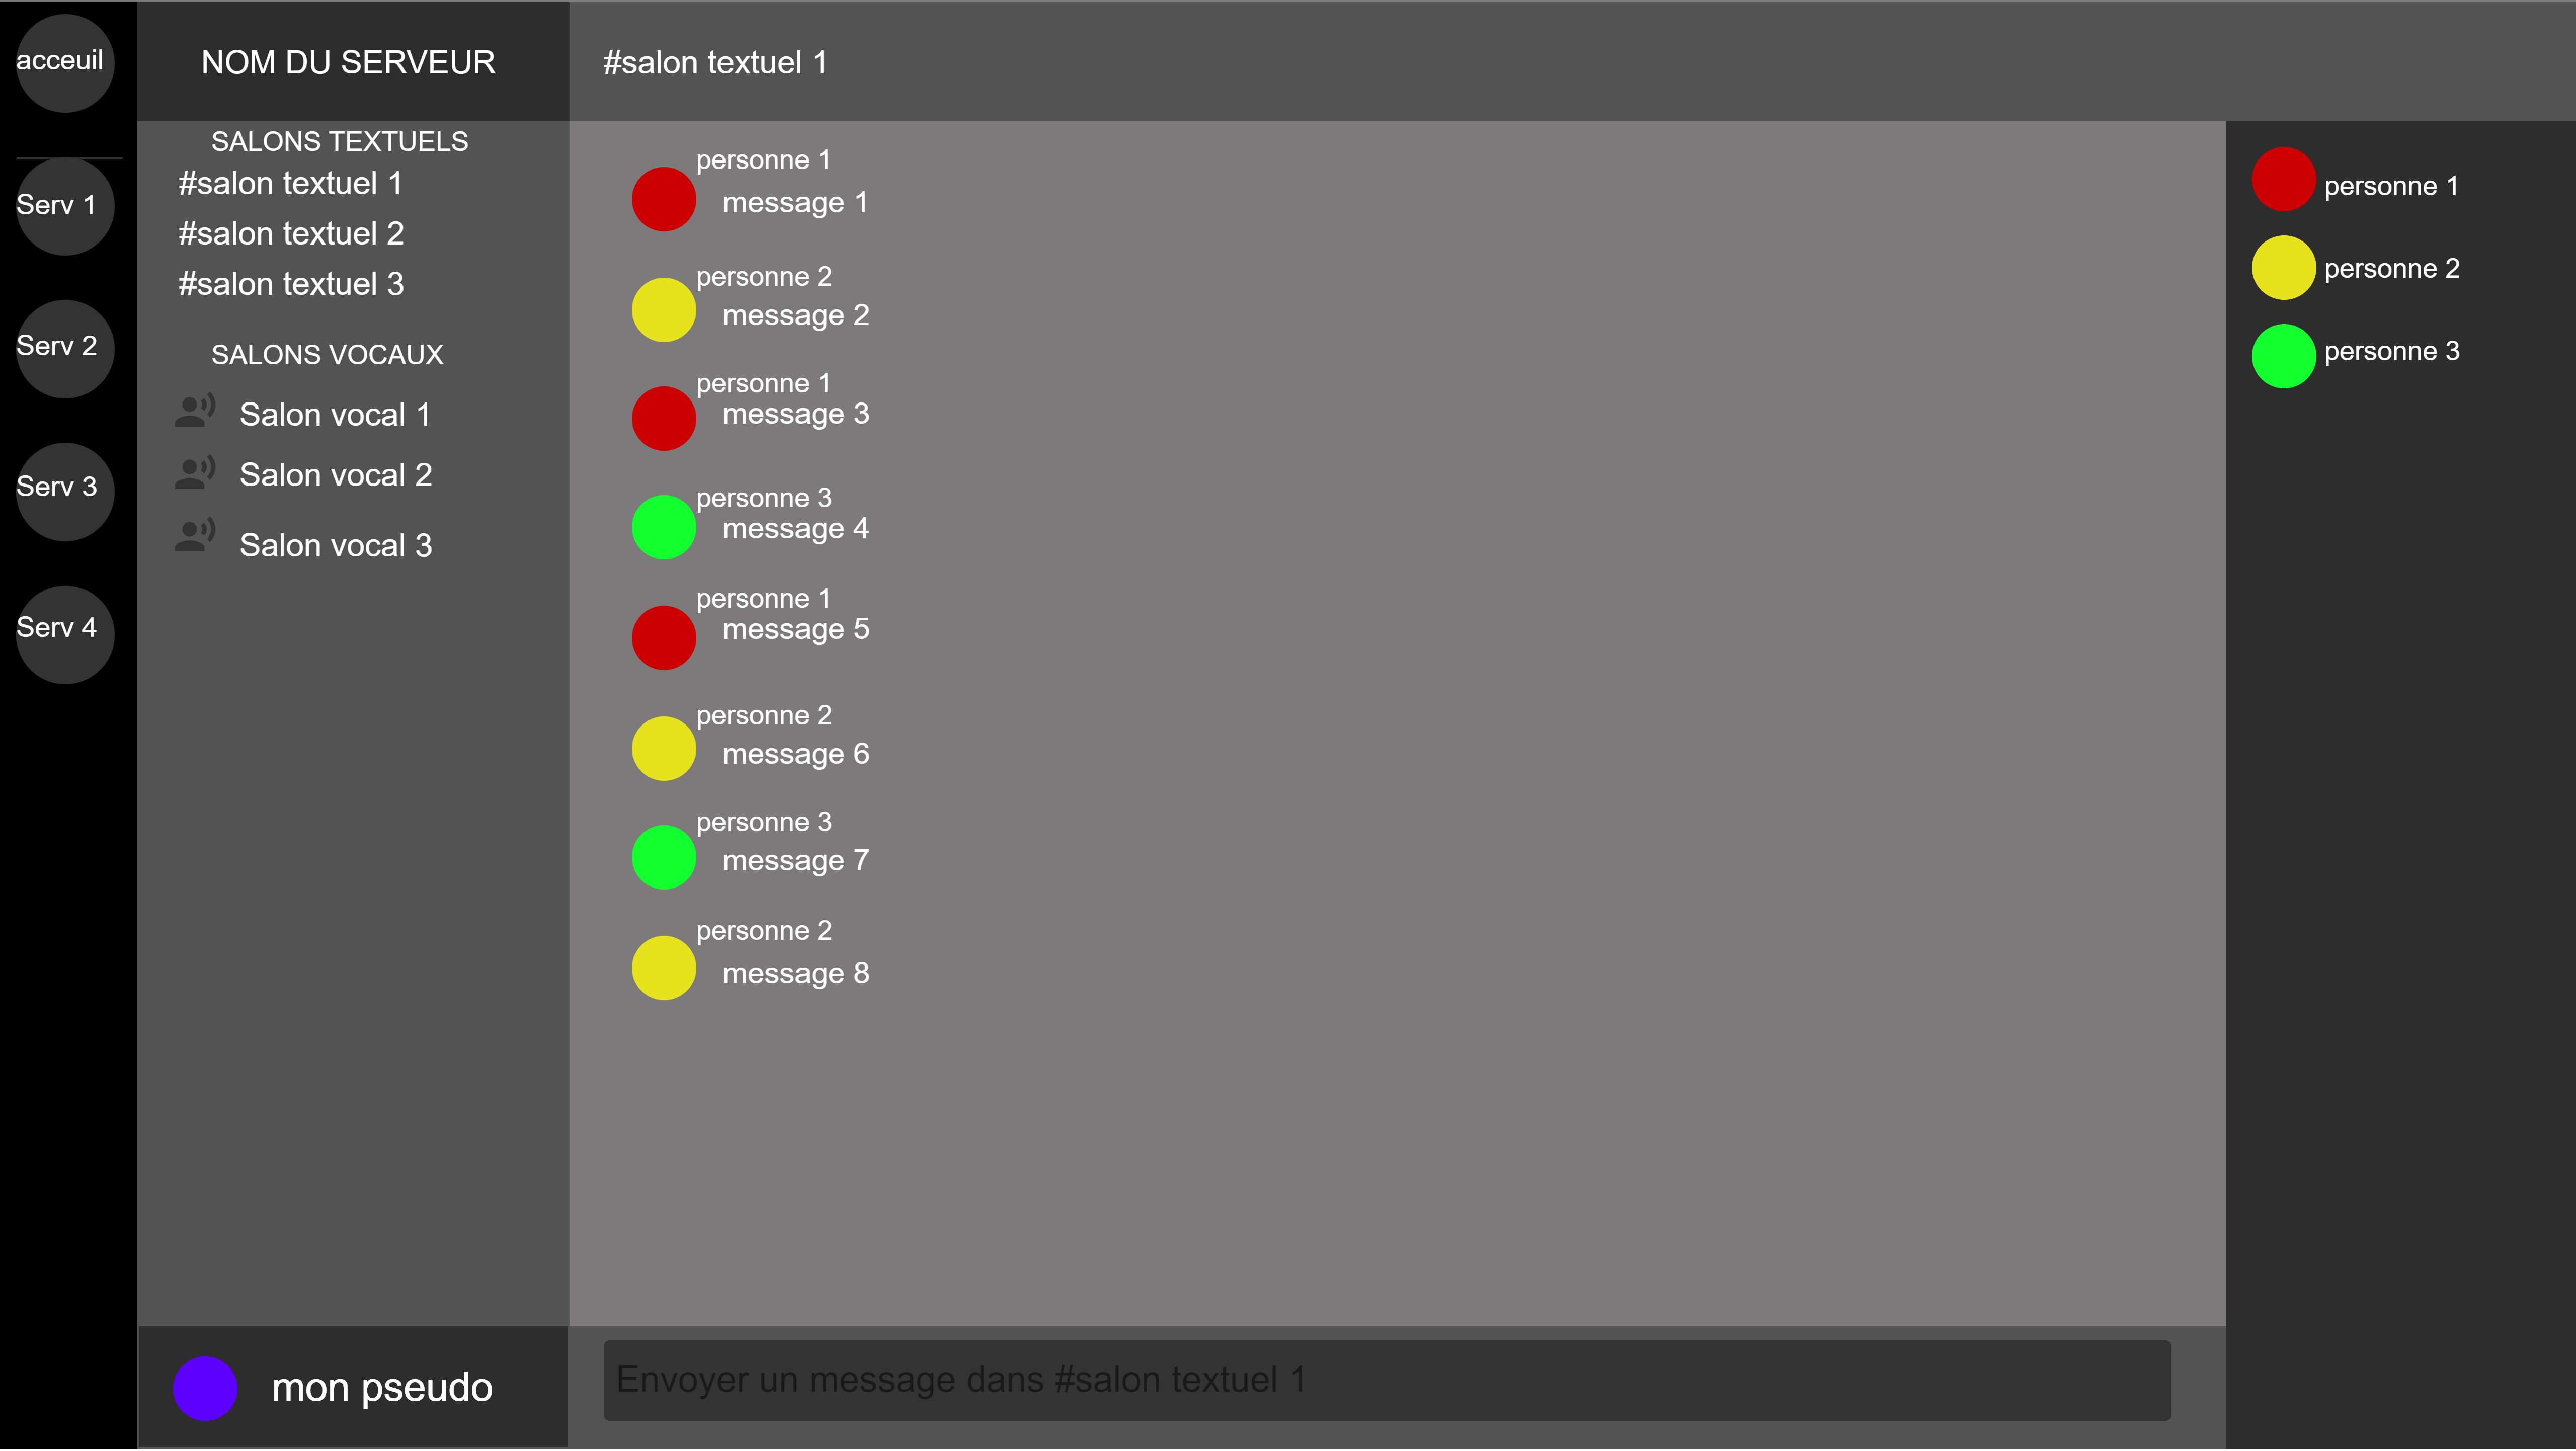 acceuil
Serv 1
Serv 2
Serv 3
Serv 4
NOM DU SERVEUR
SALONS TEXTUELS
#salon textuel 1
#salon textuel 2
#salon textuel 3
SALONS VOCAUX
Salon vocal 1
Salon vocal 2
Salon vocal 3
mon pseudo
#salon textuel 1
personne 1
message 1
personne 2
message 2
personne 1
message 3
personne 3
message 4
personne 1
message 5
personne 2
message 6
personne 3
message 7
personne 2
message 8
Envoyer un message dans #salon textuel 1
personne 1
personne 2
personne 3